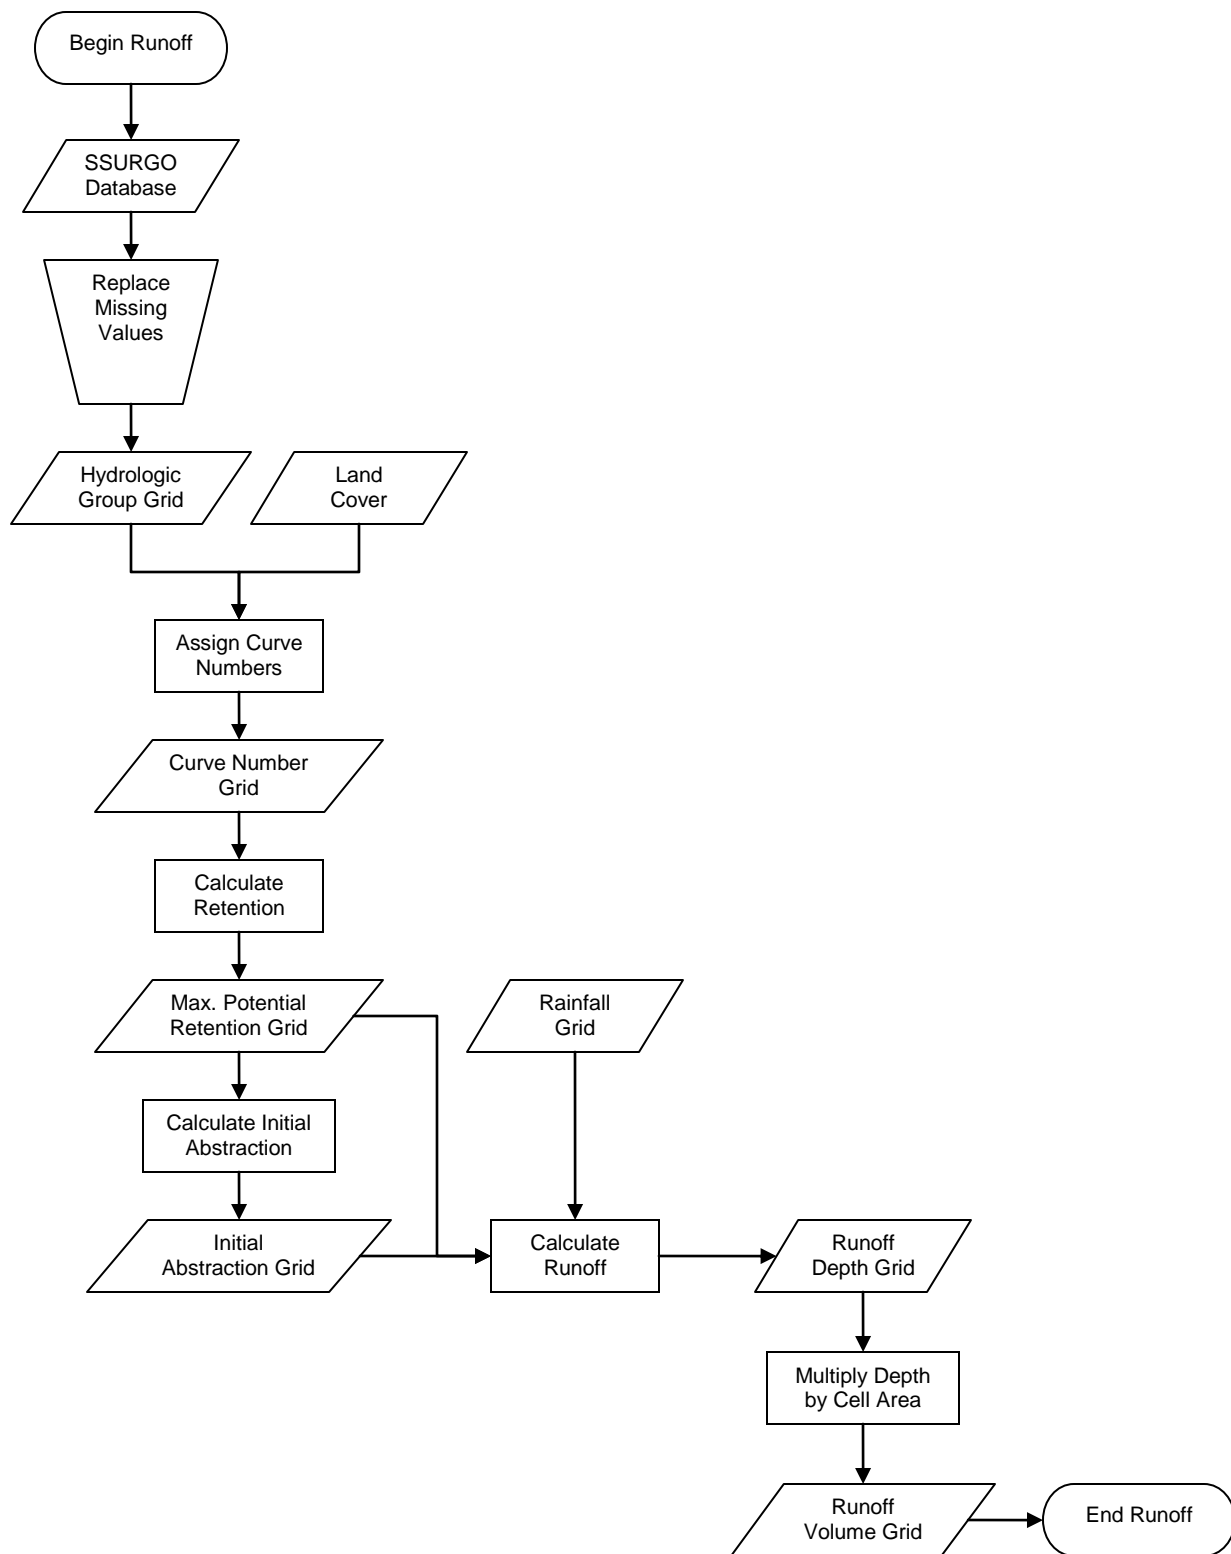 Begin Runoff
SSURGO
Database
Replace
Missing
Values
Hydrologic
Group Grid
Land
Cover
Assign Curve
Numbers
Curve Number
Grid
Calculate
Retention
Max. Potential
Retention Grid
Rainfall
Grid
Calculate Initial
Abstraction
Initial
Abstraction Grid
Calculate
Runoff
Runoff
Depth Grid
Multiply Depth
by Cell Area
Runoff
Volume Grid
End Runoff